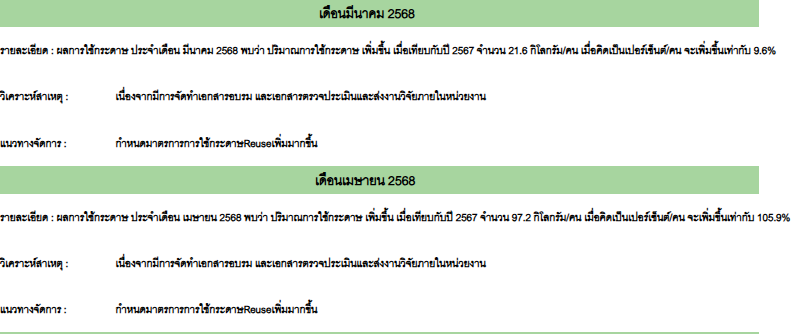 เดือนมีนาคม 2568
รายละเอียด : ผลการใช้กระดาษ ประจำเดือน มีนาคม 2568 พบว่า ปริมาณการใช้กระดาษ เพิ่มขึ้น เมื่อเทียบกับปี 2567 จำนวน 21.6 กิโลกรัม/คน เมื่อคิดเป็นเปอร์เซ็นต์/คน จะเพิ่มขึ้นเท่ากับ 9.6%
วิเคราะห์สาเหตุ : เนื่องจากมีการจัดทำเอกสารอบรม และเอกสารตรวจประเมินและส่งงานวิจัยภายในหน่วยงาน
แนวทางจัดการ : กำหนดมาตรการการใช้กระดาษReuseเพิ่มมากขึ้น
เดือนเมษายน 2568
รายละเอียด : ผลการใช้กระดาษ ประจำเดือน เมษายน 2568 พบว่า ปริมาณการใช้กระดาษ เพิ่มขึ้น เมื่อเทียบกับปี 2567 จำนวน 97.2 กิโลกรัม/คน เมื่อคิดเป็นเปอร์เซ็นต์/คน จะเพิ่มขึ้นเท่ากับ 105.9%
วิเคราะห์สาเหตุ : เนื่องจากมีการจัดทำเอกสารอบรม และเอกสารตรวจประเมินและส่งงานวิจัยภายในหน่วยงาน
แนวทางจัดการ : กำหนดมาตรการการใช้กระดาษReuseเพิ่มมากขึ้น